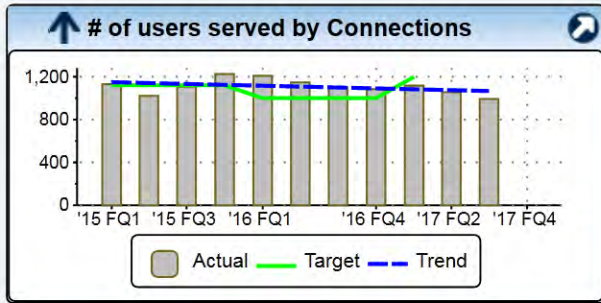 # of users served by Connections
1,200
800
400
0
'15 FQ1 '15 FQ3 '16 FQ1 '16 FQ4 '17 FQ2 '17 FQ4
Actual Target Trend